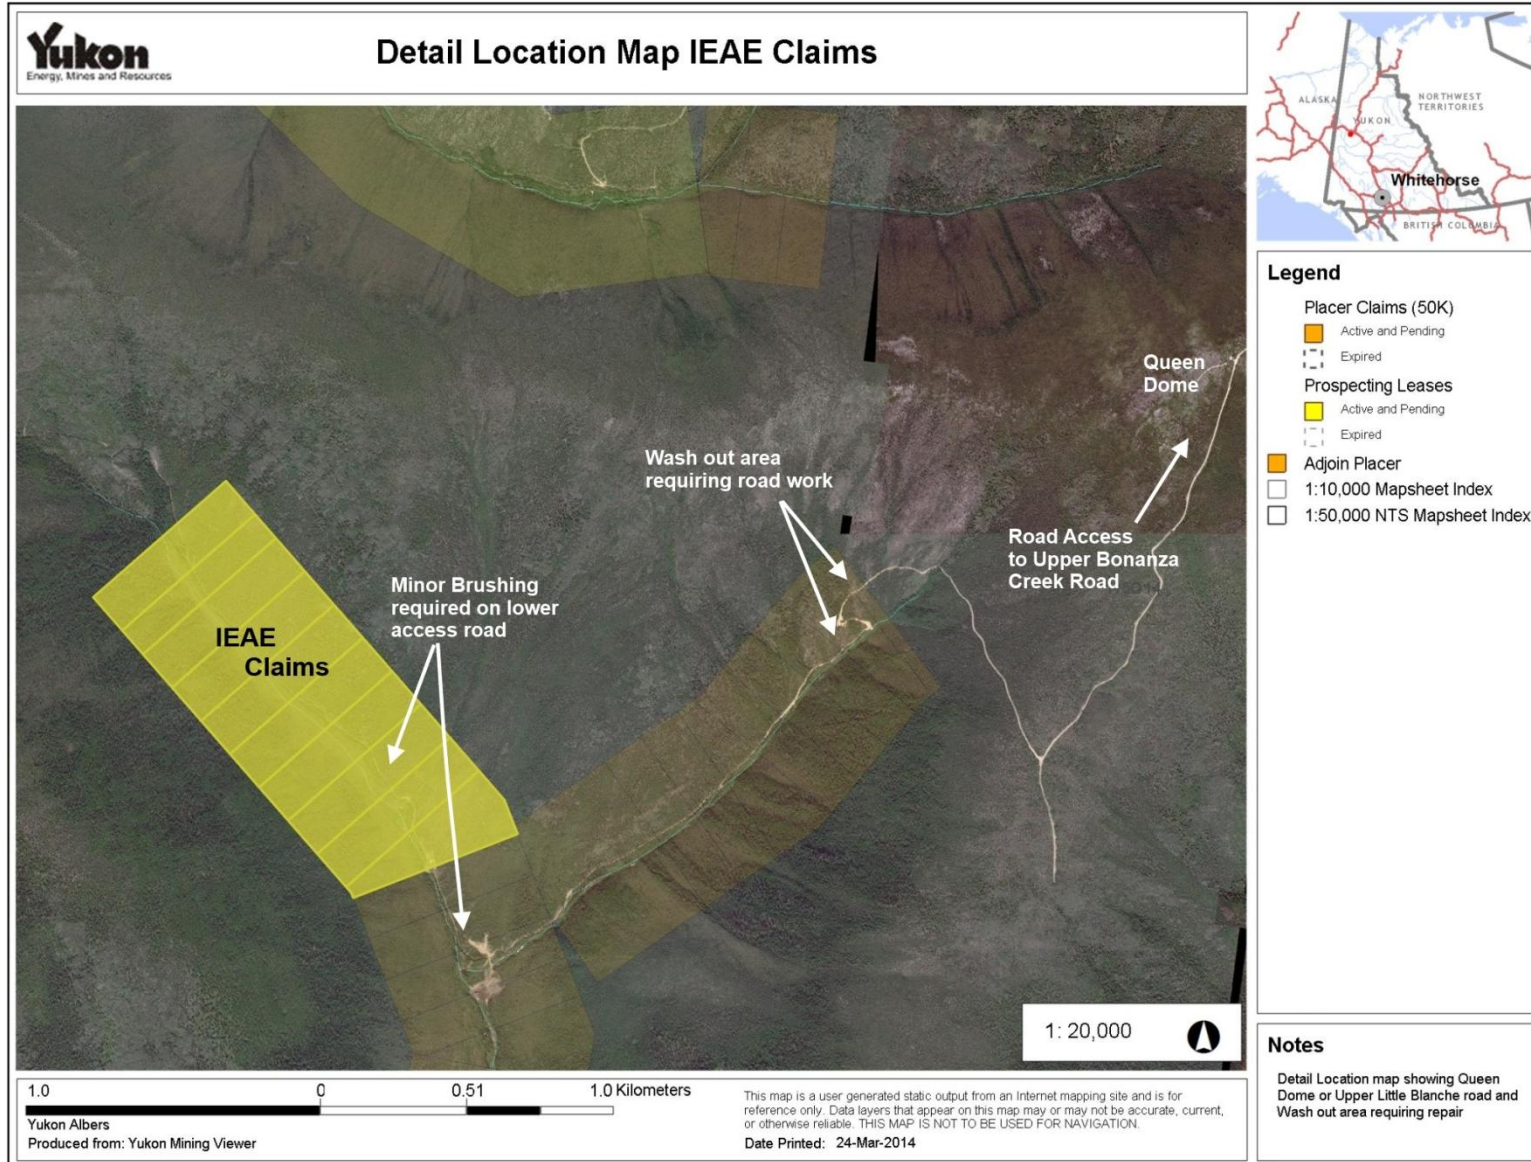 Yukon
Energy, Mines and Resources
Detail Location Map IEAE Claims
ALASKA
YUKON
NORTHWEST
TERRITORIES
Whitehorse
BRITISH COLUMBIA
Queen
Dome
Wash out area
requiring road work
Road Access
to Upper Bonanza
Creek Road
Minor Brushing
required on lower
access road
IEAE
Claims
1: 20,000
Legend
Placer Claims (50K)
Active and Pending
Expired
Prospecting Leases
Active and Pending
Expired
Adjoin Placer
1:10,000 Mapsheet Index
1:50,000 NTS Mapsheet Index
Notes
Detail Location map showing Queen
Dome or Upper Little Blanche road and
Wash out area requiring repair
1.0 0 0.51 1.0 Kilometers
Yukon Albers
Produced from: Yukon Mining Viewer
This map is a user generated static output from an Internet mapping site and is for
reference only. Data layers that appear on this map may or may not be accurate, current,
or otherwise reliable. THIS MAP IS NOT TO BE USED FOR NAVIGATION.
Date Printed: 24-Mar-2014